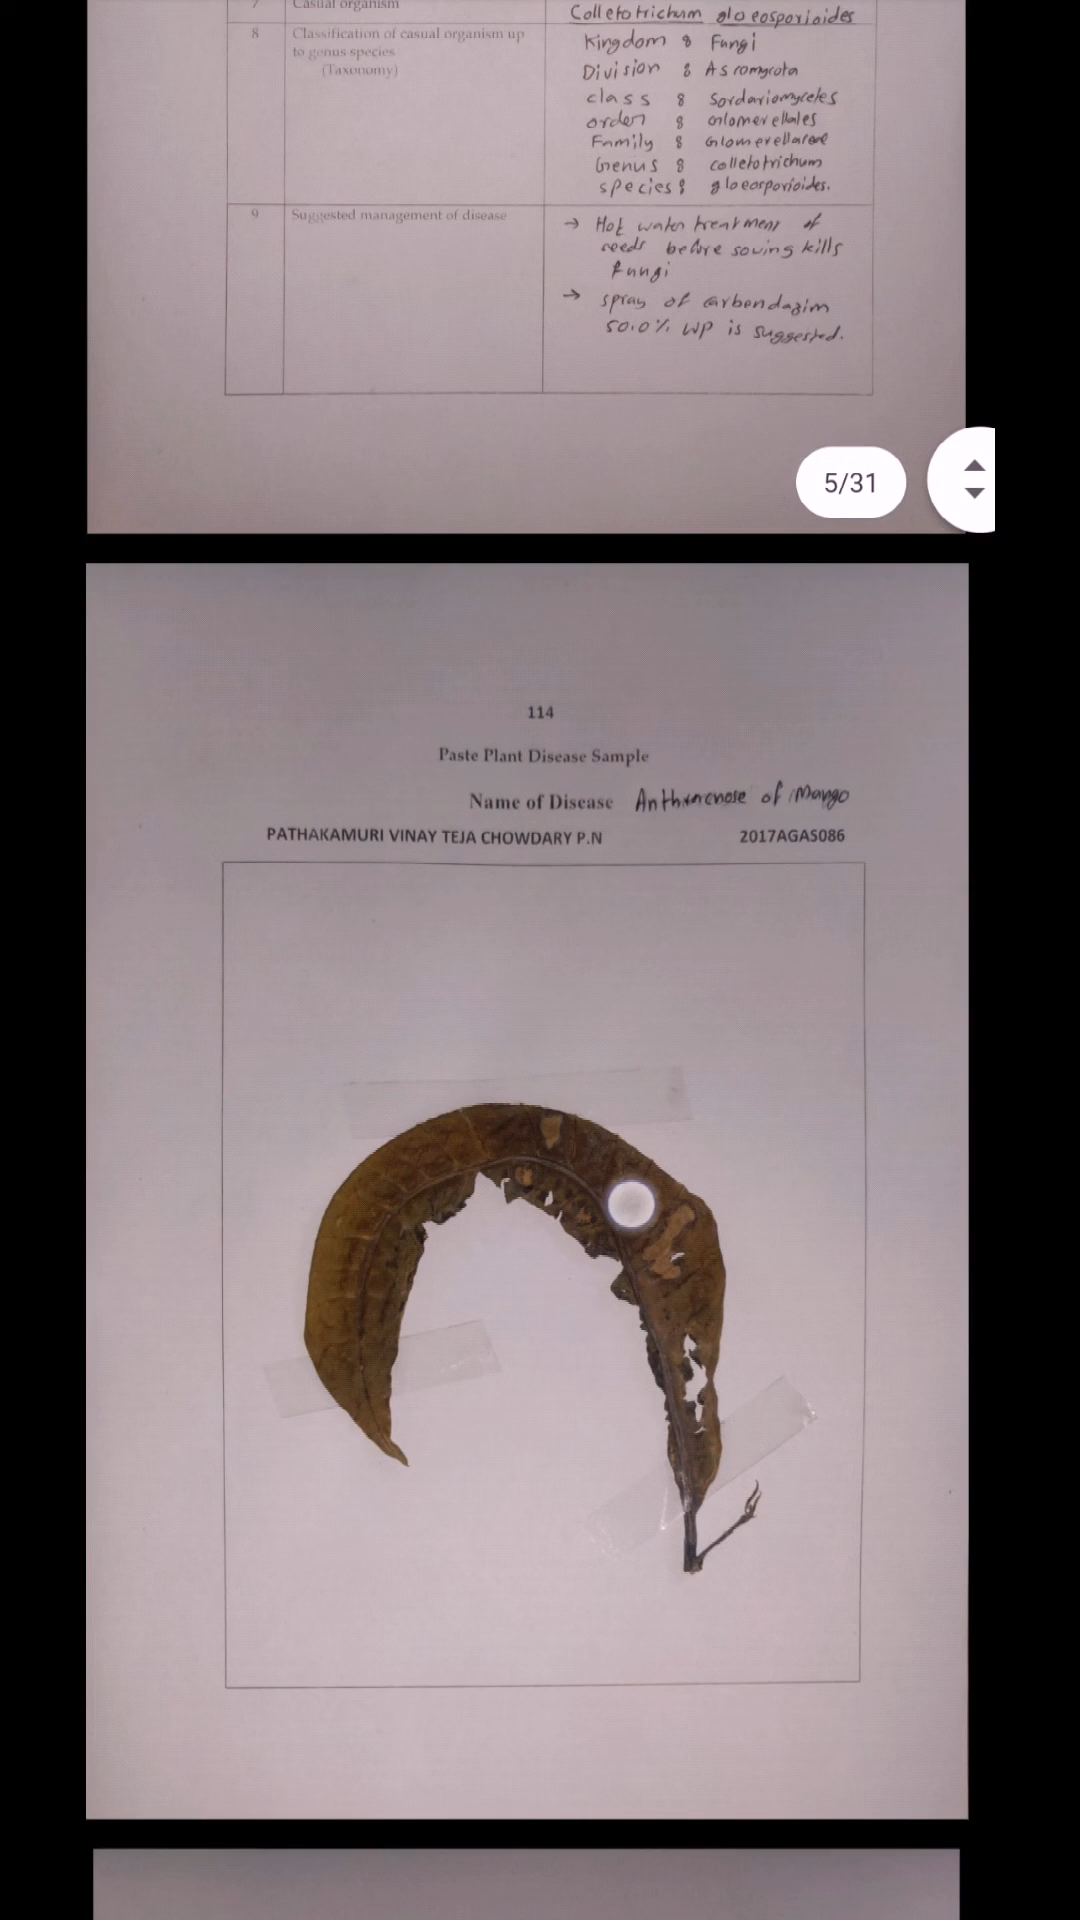 7 Casual organism Colletotrichum gloeosporioides
8 Classification of casual organism up
to genus species
(Taxonomy)
Kingdom : Fungi
Division : Ascomycota
class : Sordariomycetes
order : Glomerellales
Family : Glomerellaceae
Genus : colletotrichum
species : gloeosporioides.
9 Suggested management of disease
→ Hot water treatment of
seeds before sowing kills
fungi
→ spray of carbendazim
50.0% WP is suggested.
5/31
114
Paste Plant Disease Sample
Name of Disease Anthracnose of Mango
PATHAKAMURI VINAY TEJA CHOWDARY P.N 2017AGAS086